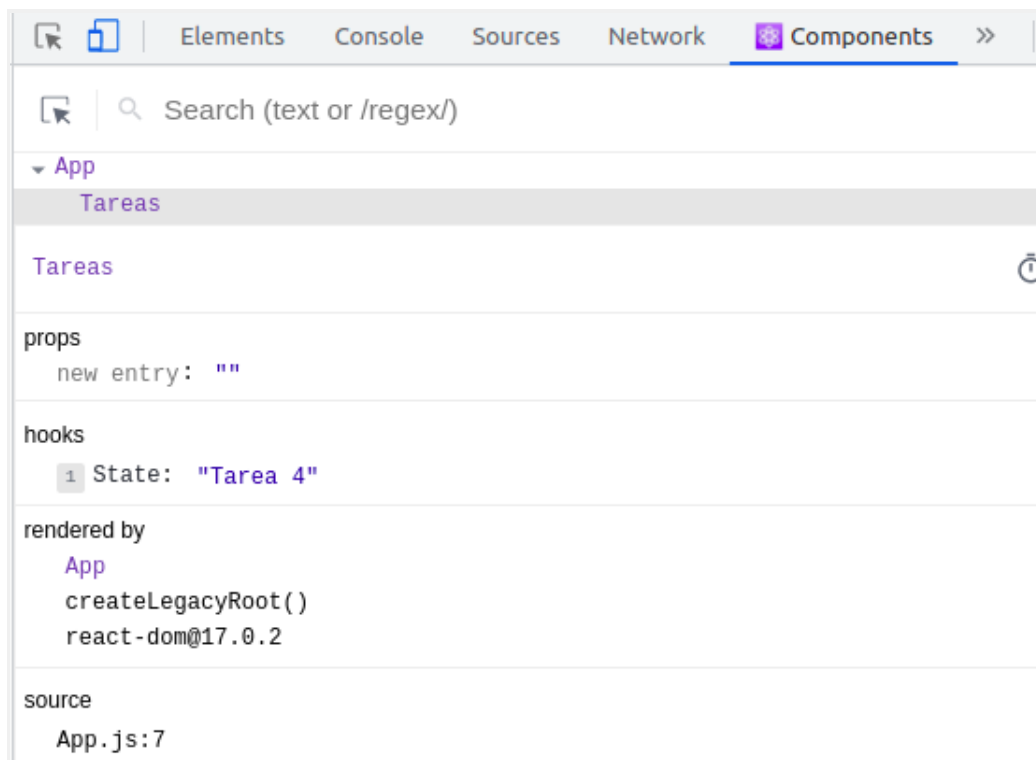 Elements Console Sources Network Components »
Search (text or /regex/)
App
Tareas
Tareas
props
new entry: ""
hooks
1 State: "Tarea 4"
rendered by
App
createLegacyRoot()
react-dom@17.0.2
source
App.js:7